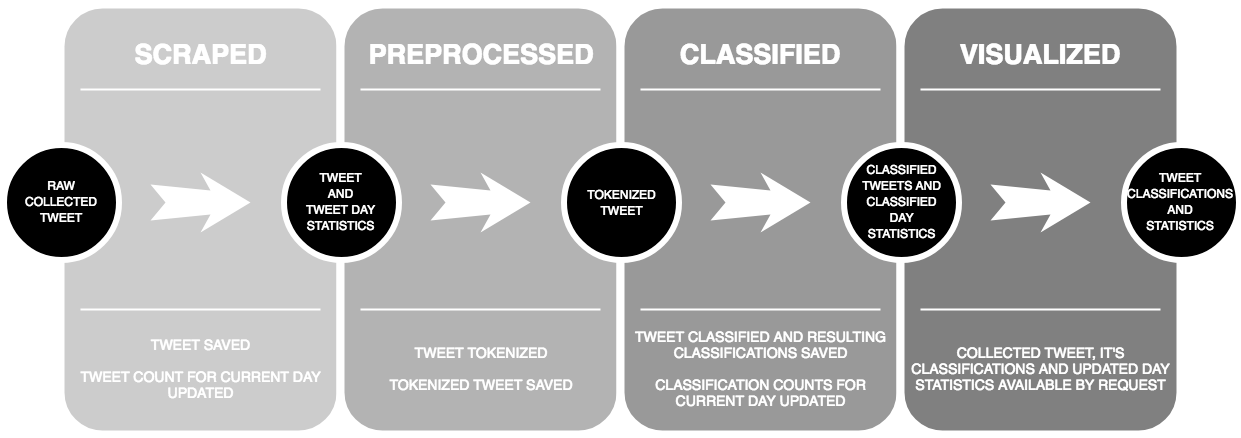 SCRAPED
PREPROCESSED
CLASSIFIED
VISUALIZED
RAW
COLLECTED
TWEET
TWEET
AND
TWEET DAY
STATISTICS
TOKENIZED
TWEET
CLASSIFIED
TWEETS AND
CLASSIFIED
DAY
STATISTICS
TWEET
CLASSIFICATIONS
AND
STATISTICS
TWEET SAVED
TWEET COUNT FOR CURRENT DAY
UPDATED
TWEET TOKENIZED
TOKENIZED TWEET SAVED
TWEET CLASSIFIED AND RESULTING
CLASSIFICATIONS SAVED
CLASSIFICATION COUNTS FOR
CURRENT DAY UPDATED
COLLECTED TWEET, IT'S
CLASSIFICATIONS AND UPDATED DAY
STATISTICS AVAILABLE BY REQUEST